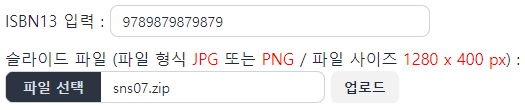 ISBN13 입력 : 9789879879879
슬라이드 파일 (파일 형식 JPG 또는 PNG / 파일 사이즈 1280 x 400 px) :
파일 선택 sns07.zip 업로드